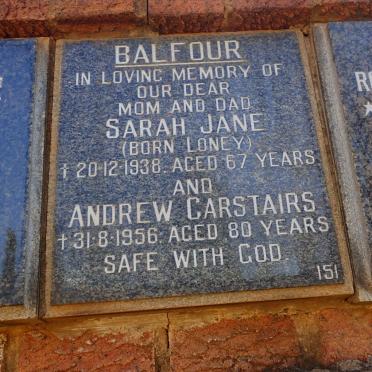 BALFOUR
IN LOVING MEMORY OF
OUR DEAR
MOM AND DAD
SARAH JANE
(BORN LONEY)
† 20·12·1938. AGED 67 YEARS
AND
ANDREW CARSTAIRS
† 31·8·1956. AGED 80 YEARS.
SAFE WITH GOD.
151